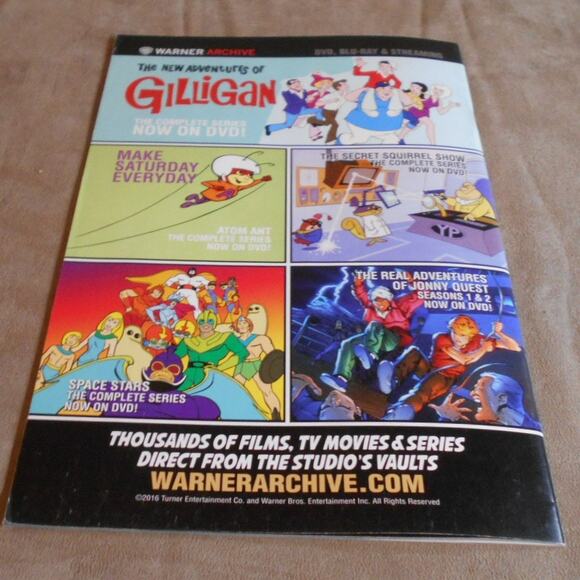 WARNER ARCHIVE
DVD, BLU-RAY & STREAMING
THE NEW ADVENTURES OF
GILLIGAN
THE COMPLETE SERIES
NOW ON DVD!
MAKE
SATURDAY
EVERYDAY
ATOM ANT
THE COMPLETE SERIES
NOW ON DVD!
THE SECRET SQUIRREL SHOW
THE COMPLETE SERIES
NOW ON DVD!
YP
SPACE STARS
THE COMPLETE SERIES
NOW ON DVD!
THE REAL ADVENTURES
OF JONNY QUEST
SEASONS 1 & 2
NOW ON DVD!
THOUSANDS OF FILMS, TV MOVIES & SERIES
DIRECT FROM THE STUDIO'S VAULTS
WARNERARCHIVE.COM
©2016 Turner Entertainment Co. and Warner Bros. Entertainment Inc. All Rights Reserved